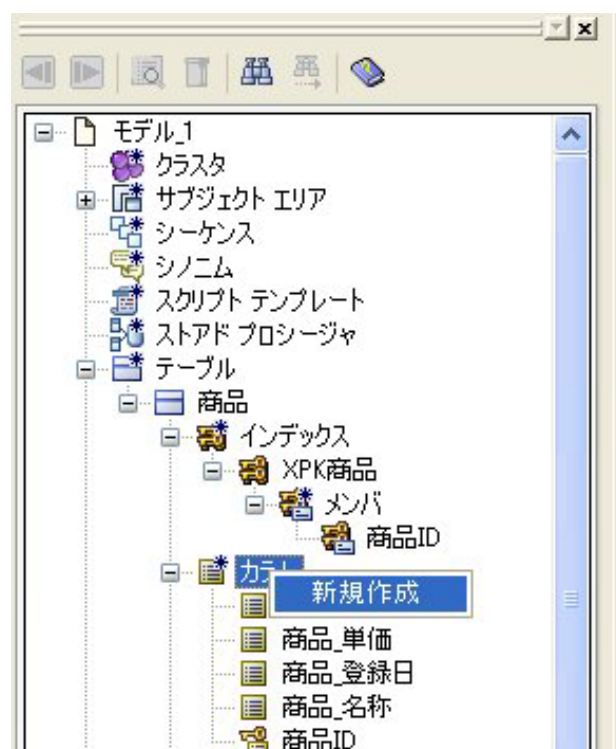 モデル_1
クラスタ
サブジェクト エリア
シーケンス
シノニム
スクリプト テンプレート
ストアド プロシージャ
テーブル
商品
インデックス
XPK商品
メンバ
商品ID
新規作成
商品_単価
商品_登録日
商品_名称
商品ID